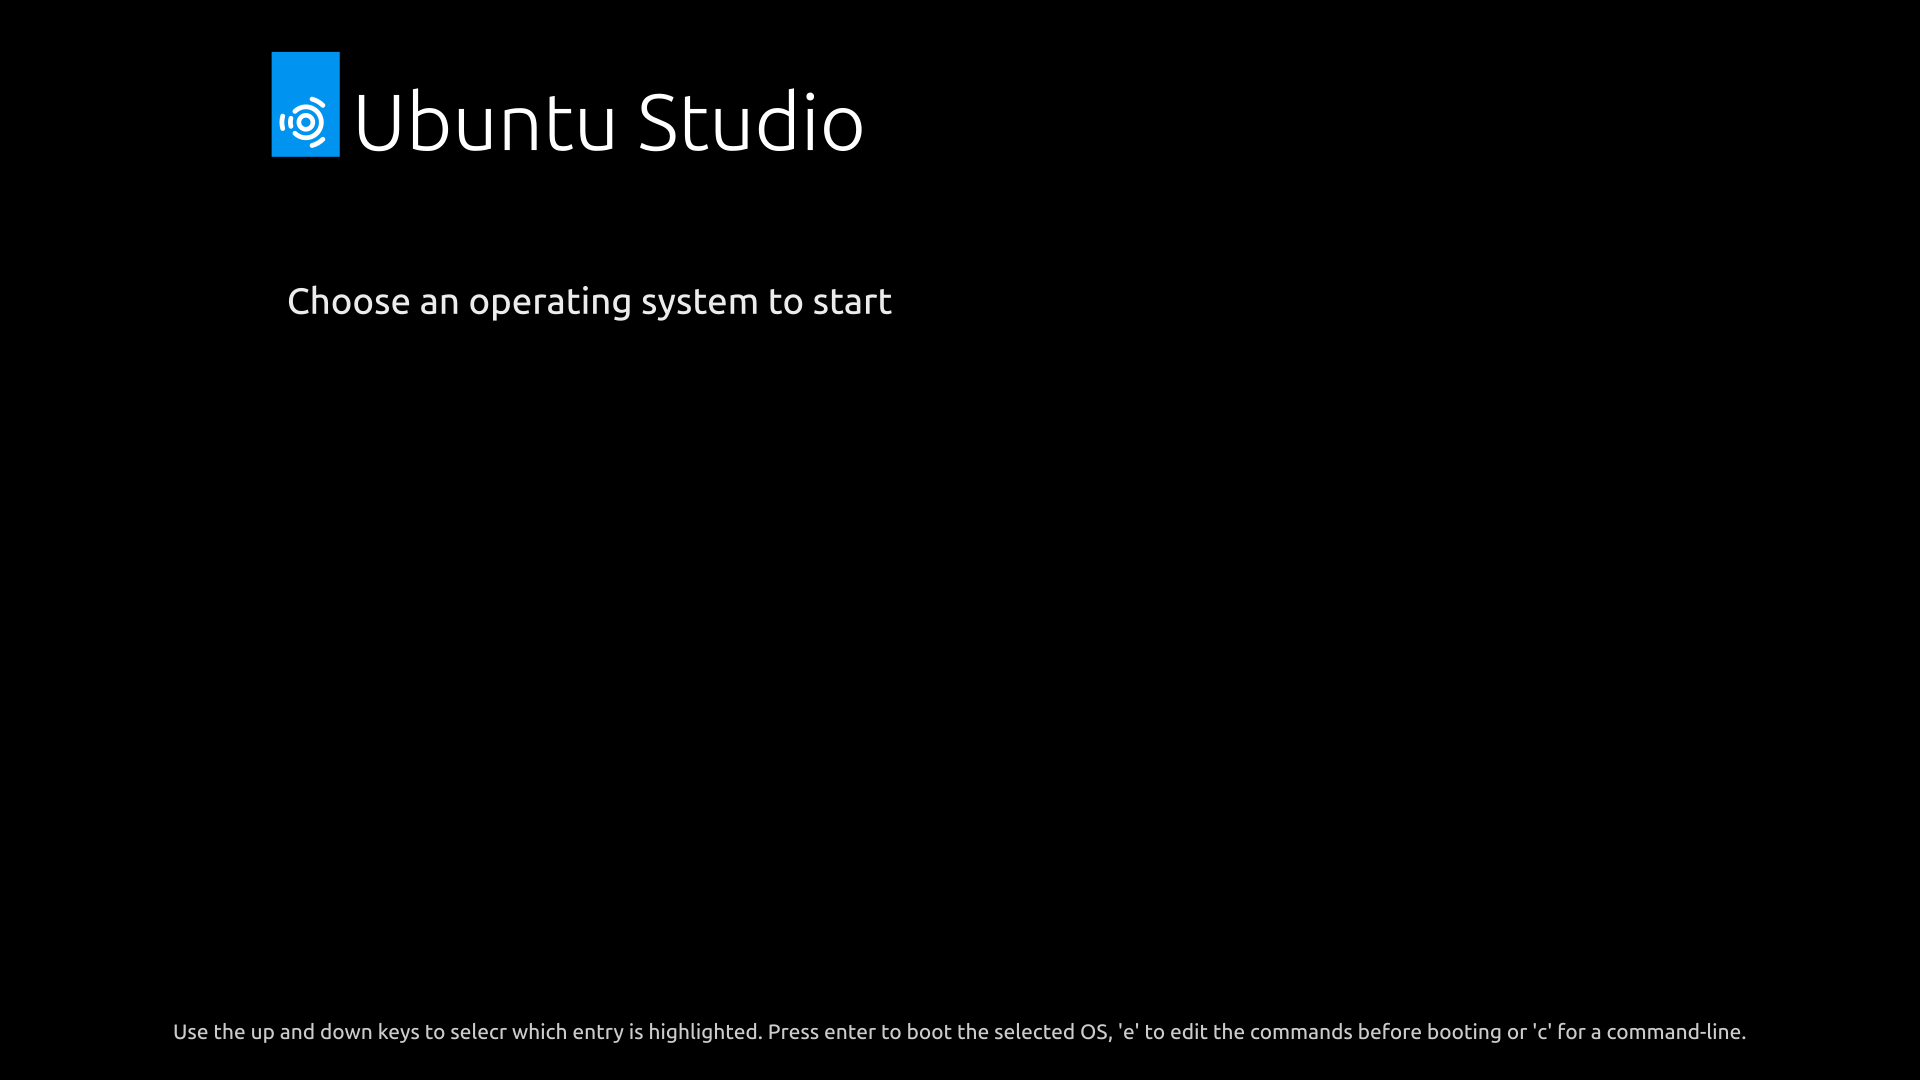 Ubuntu Studio
Choose an operating system to start
Use the up and down keys to selecr which entry is highlighted. Press enter to boot the selected OS, 'e' to edit the commands before booting or 'c' for a command-line.